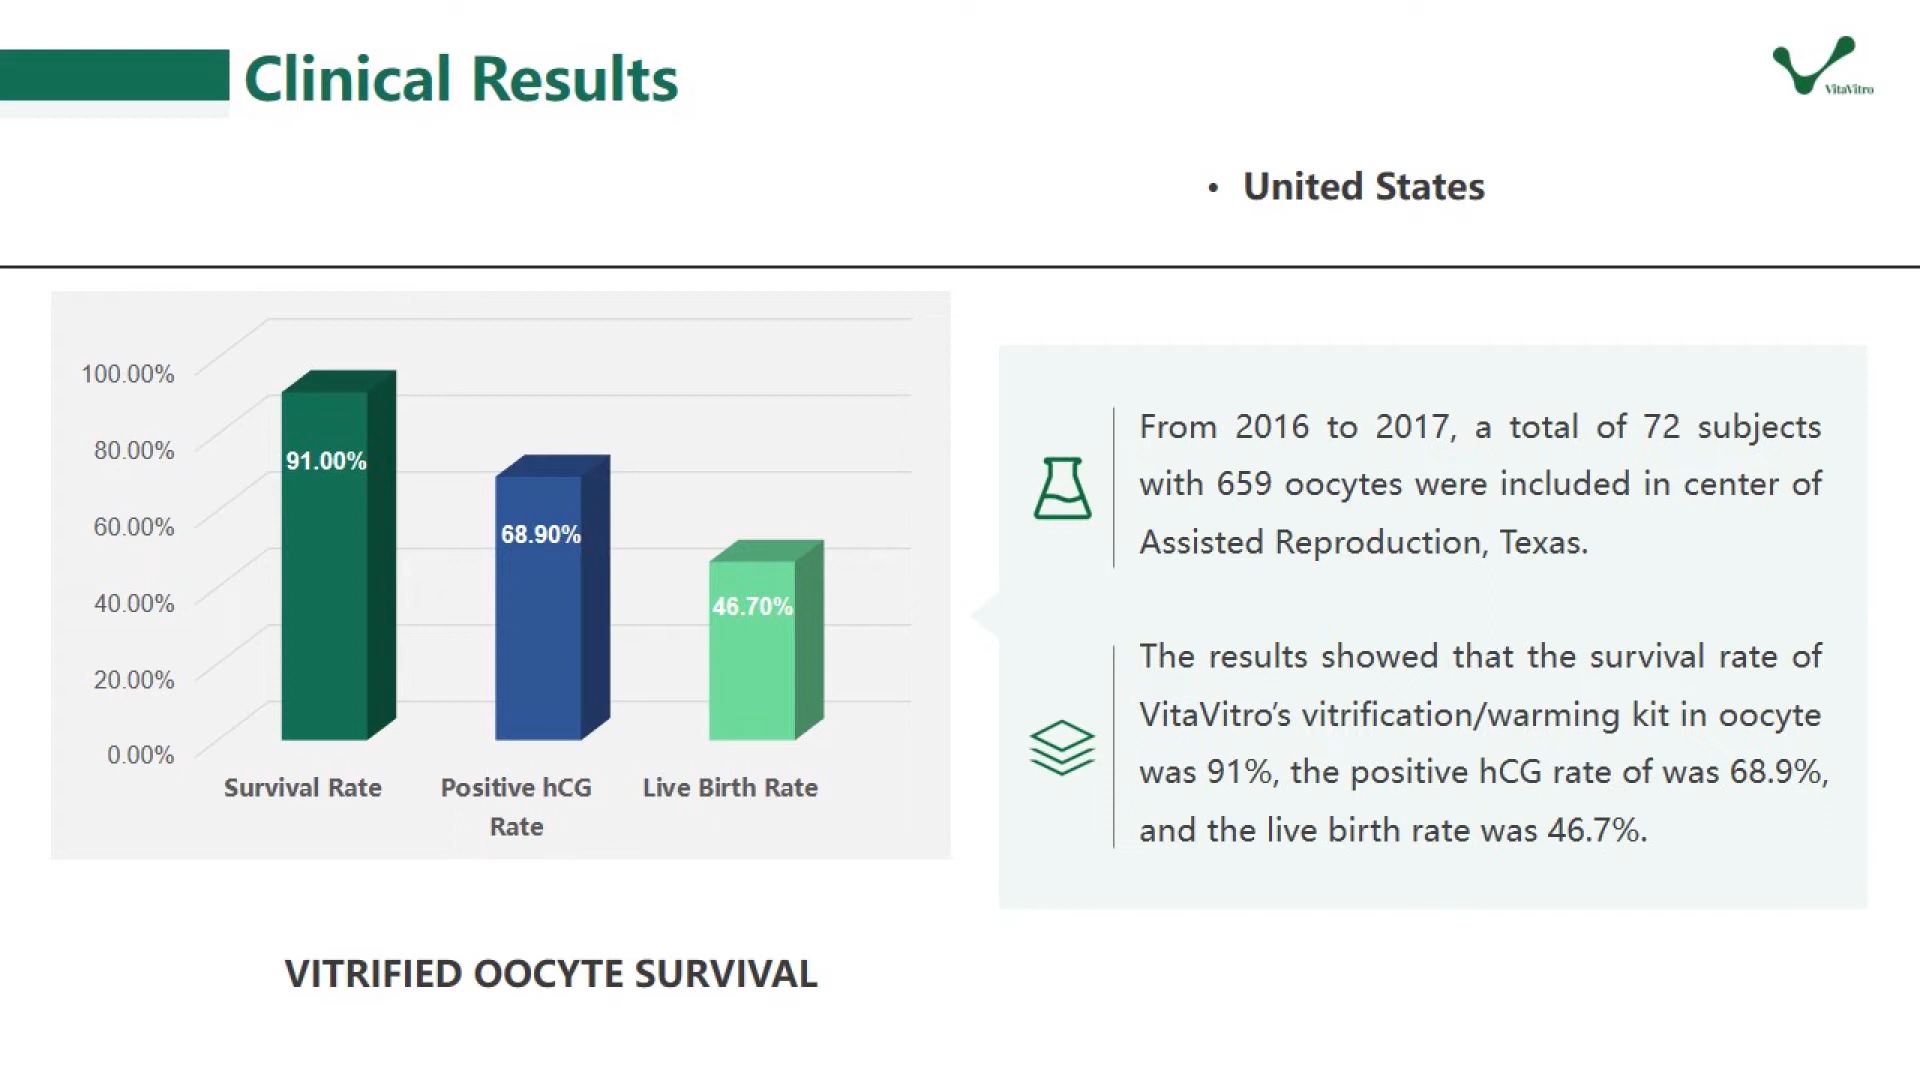 Clinical Results
VitaVitro
• United States
100.00%
80.00%
60.00%
40.00%
20.00%
0.00%
91.00%
68.90%
46.70%
Survival Rate
Positive hCG
Rate
Live Birth Rate
VITRIFIED OOCYTE SURVIVAL
From 2016 to 2017, a total of 72 subjects
with 659 oocytes were included in center of
Assisted Reproduction, Texas.
The results showed that the survival rate of
VitaVitro’s vitrification/warming kit in oocyte
was 91%, the positive hCG rate of was 68.9%,
and the live birth rate was 46.7%.